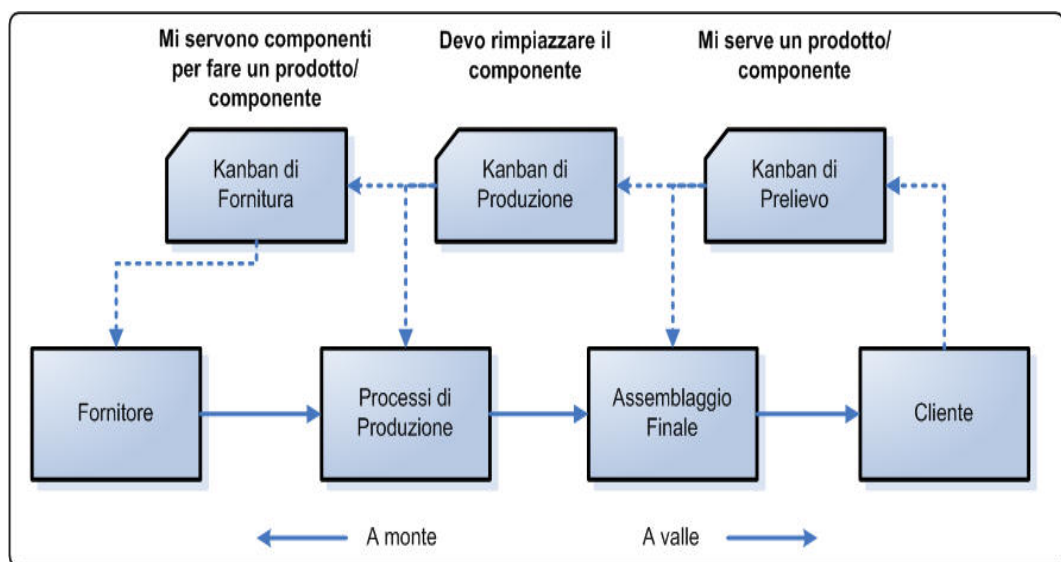 Mi servono componenti
per fare un prodotto/
componente
Devo rimpiazzare il
componente
Mi serve un prodotto/
componente
Kanban di
Fornitura
Kanban di
Produzione
Kanban di
Prelievo
Fornitore
Processi di
Produzione
Assemblaggio
Finale
Cliente
A monte
A valle